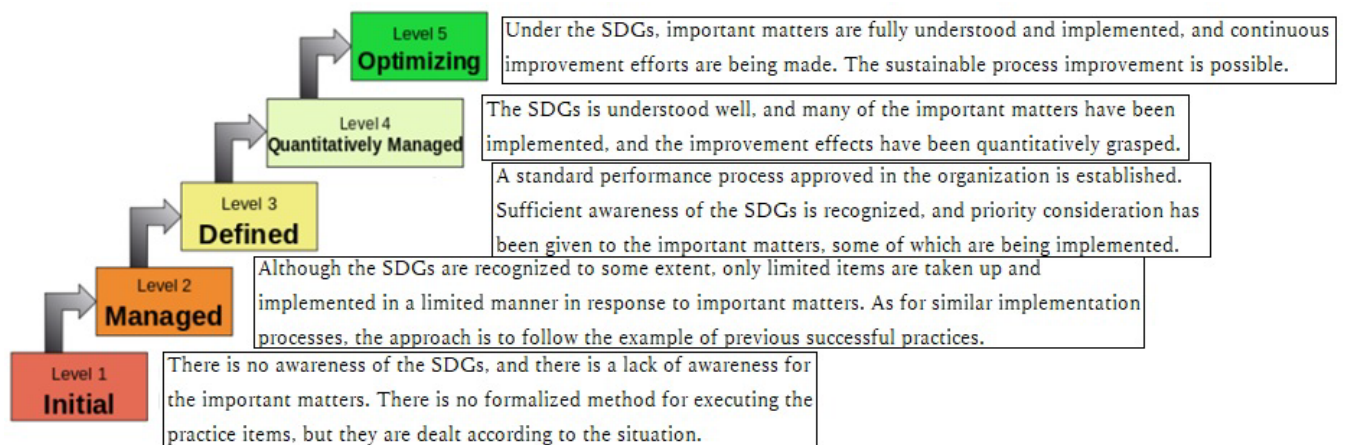 Level 5
Optimizing
Under the SDGs, important matters are fully understood and implemented, and continuous
improvement efforts are being made. The sustainable process improvement is possible.
Level 4
Quantitatively Managed
The SDGs is understood well, and many of the important matters have been
implemented, and the improvement effects have been quantitatively grasped.
Level 3
Defined
A standard performance process approved in the organization is established.
Sufficient awareness of the SDGs is recognized, and priority consideration has
been given to the important matters, some of which are being implemented.
Level 2
Managed
Although the SDGs are recognized to some extent, only limited items are taken up and
implemented in a limited manner in response to important matters. As for similar implementation
processes, the approach is to follow the example of previous successful practices.
Level 1
Initial
There is no awareness of the SDGs, and there is a lack of awareness for
the important matters. There is no formalized method for executing the
practice items, but they are dealt according to the situation.